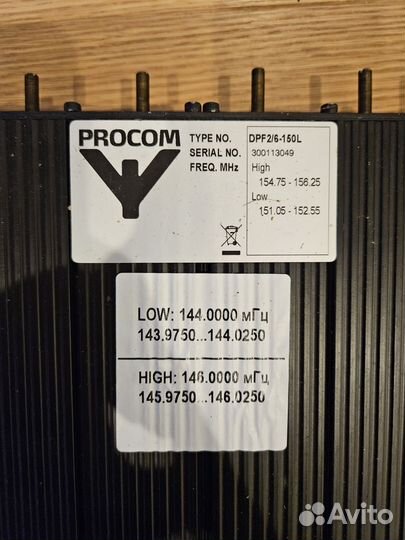 PROCOM
TYPE NO. DPF2/6-150L
SERIAL NO. 300113049
FREQ. MHz High
154.75 - 156.25
Low
151.05 - 152.55
LOW: 144.0000 мГц
143.9750...144.0250
HIGH: 146.0000 мГц
145.9750...146.0250
Avito